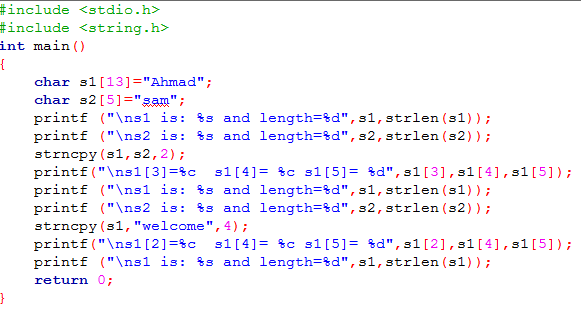 #include <stdio.h>
#include <string.h>
int main()
{
    char s1[13]="Ahmad";
    char s2[5]="sam";
    printf ("\ns1 is: %s and length=%d",s1,strlen(s1));
    printf ("\ns2 is: %s and length=%d",s2,strlen(s2));
    strncpy(s1,s2,2);
    printf("\ns1[3]=%c  s1[4]= %c s1[5]= %d",s1[3],s1[4],s1[5]);
    printf ("\ns1 is: %s and length=%d",s1,strlen(s1));
    printf ("\ns2 is: %s and length=%d",s2,strlen(s2));
    strncpy(s1,"welcome",4);
    printf("\ns1[2]=%c  s1[4]= %c s1[5]= %d",s1[2],s1[4],s1[5]);
    printf ("\ns1 is: %s and length=%d",s1,strlen(s1));
    return 0;
}